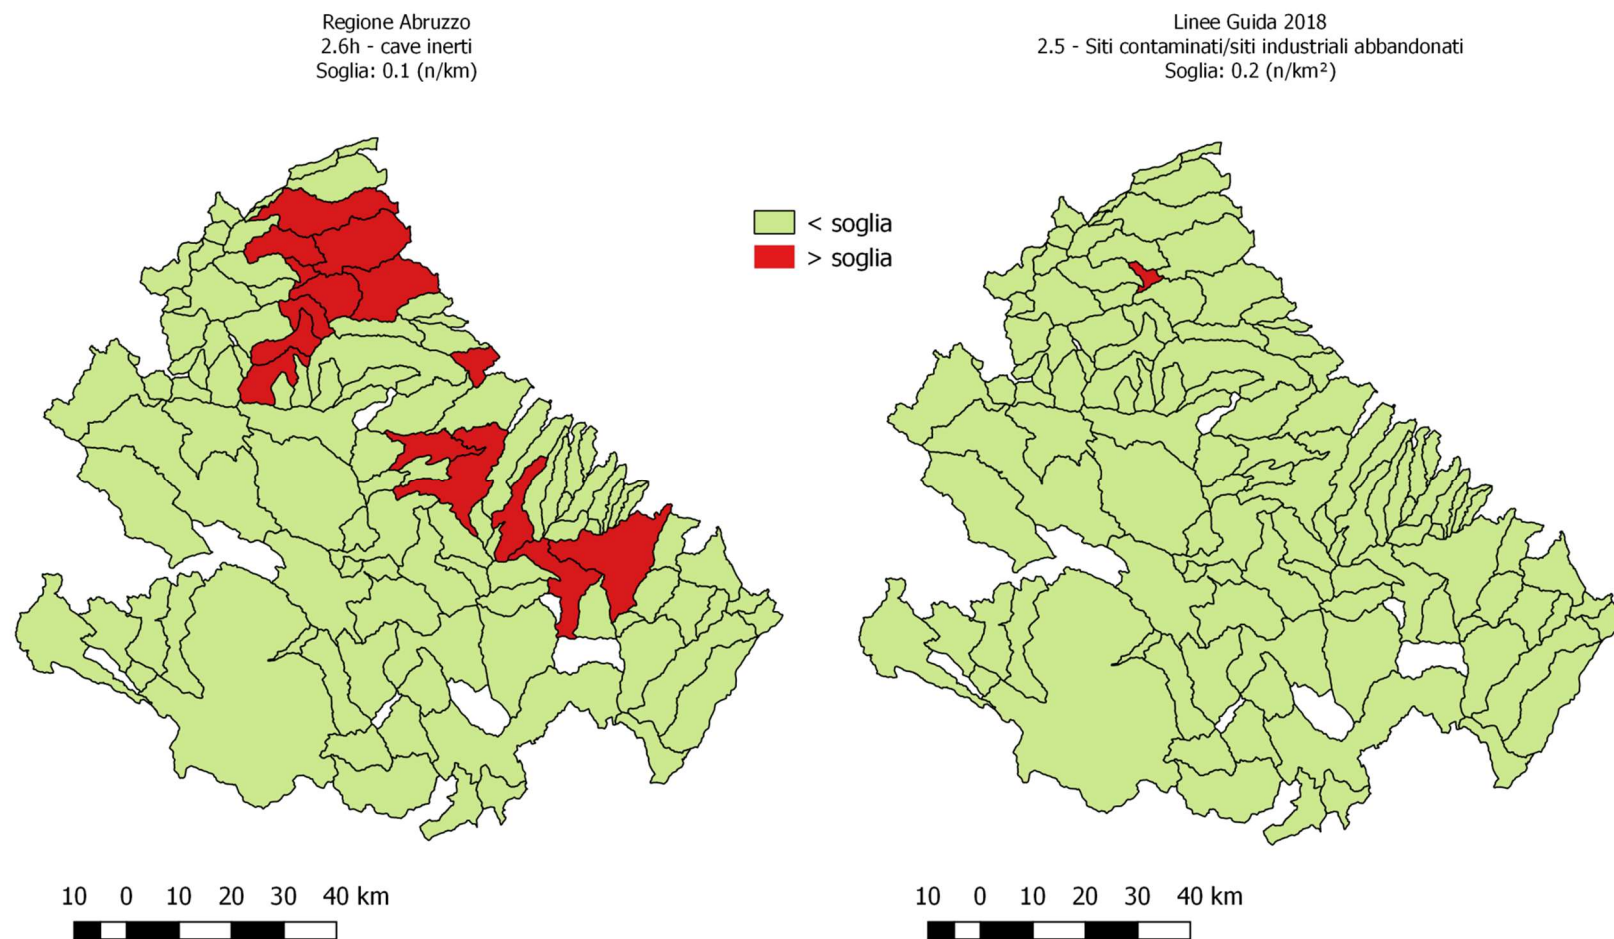 Regione Abruzzo
2.6h - cave inerti
Soglia: 0.1 (n/km)
Linee Guida 2018
2.5 - Siti contaminati/siti industriali abbandonati
Soglia: 0.2 (n/km²)
< soglia
> soglia
10 0 10 20 30 40 km
10 0 10 20 30 40 km